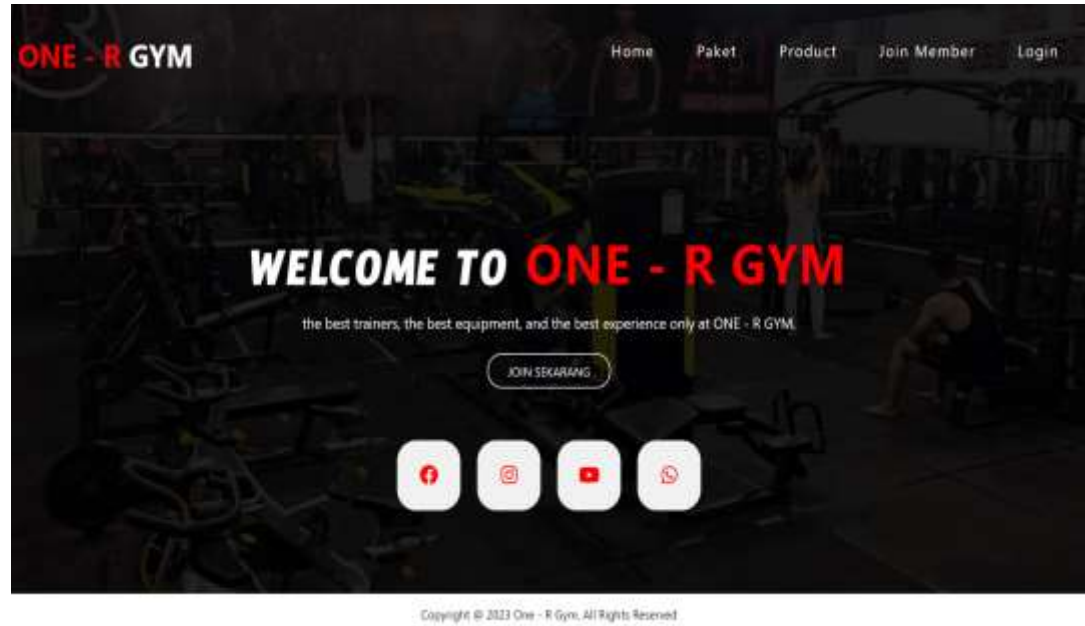 ONE - R GYM
Home Paket Product Join Member Login
WELCOME TO ONE - R GYM
the best trainers, the best equipment, and the best experience only at ONE - R GYM.
JOIN SEKARANG
Copyright @ 2023 One - R Gym. All Rights Reserved